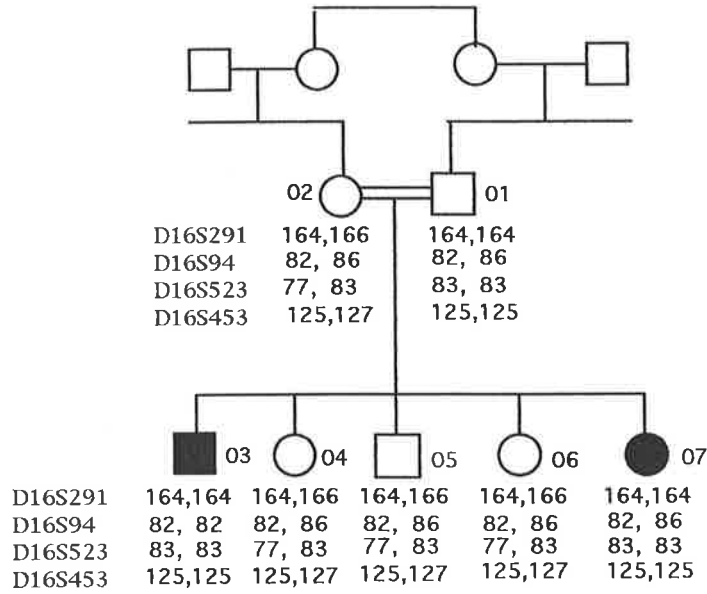 02 01
D16S291 164,166 164,164
D16S94 82, 86 82, 86
D16S523 77, 83 83, 83
D16S453 125,127 125,125
03 04 05 06 07
D16S291 164,164 164,166 164,166 164,166 164,164
D16S94 82, 82 82, 86 82, 86 82, 86 82, 86
D16S523 83, 83 77, 83 77, 83 77, 83 83, 83
D16S453 125,125 125,127 125,127 125,127 125,125